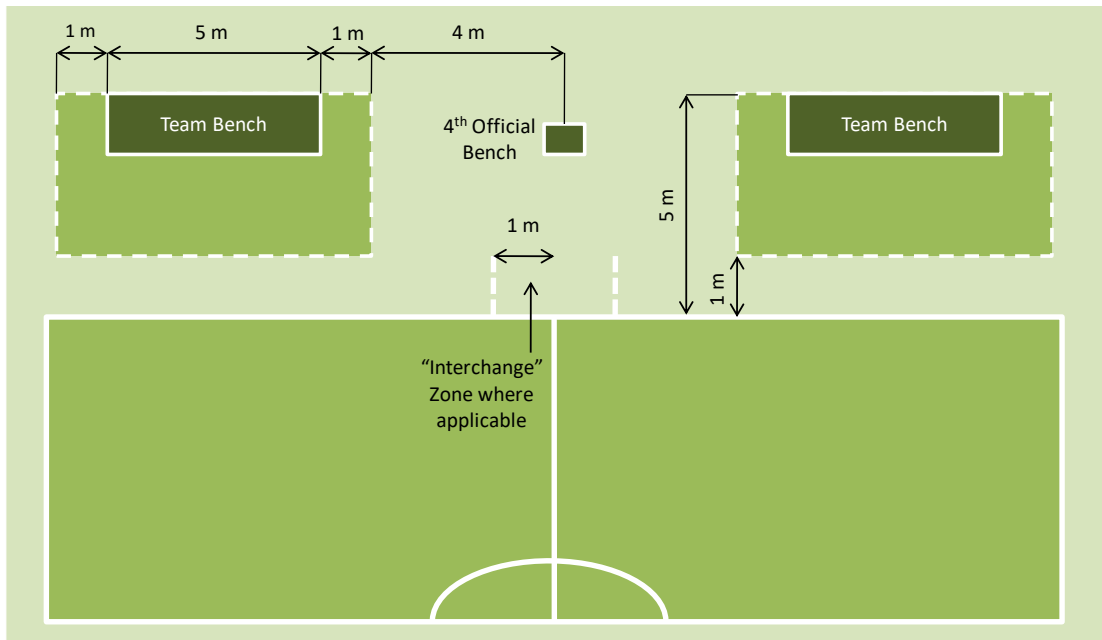 1 m
5 m
1 m
4 m
Team Bench
4th Official
Bench
Team Bench
5 m
1 m
1 m
“Interchange”
Zone where
applicable